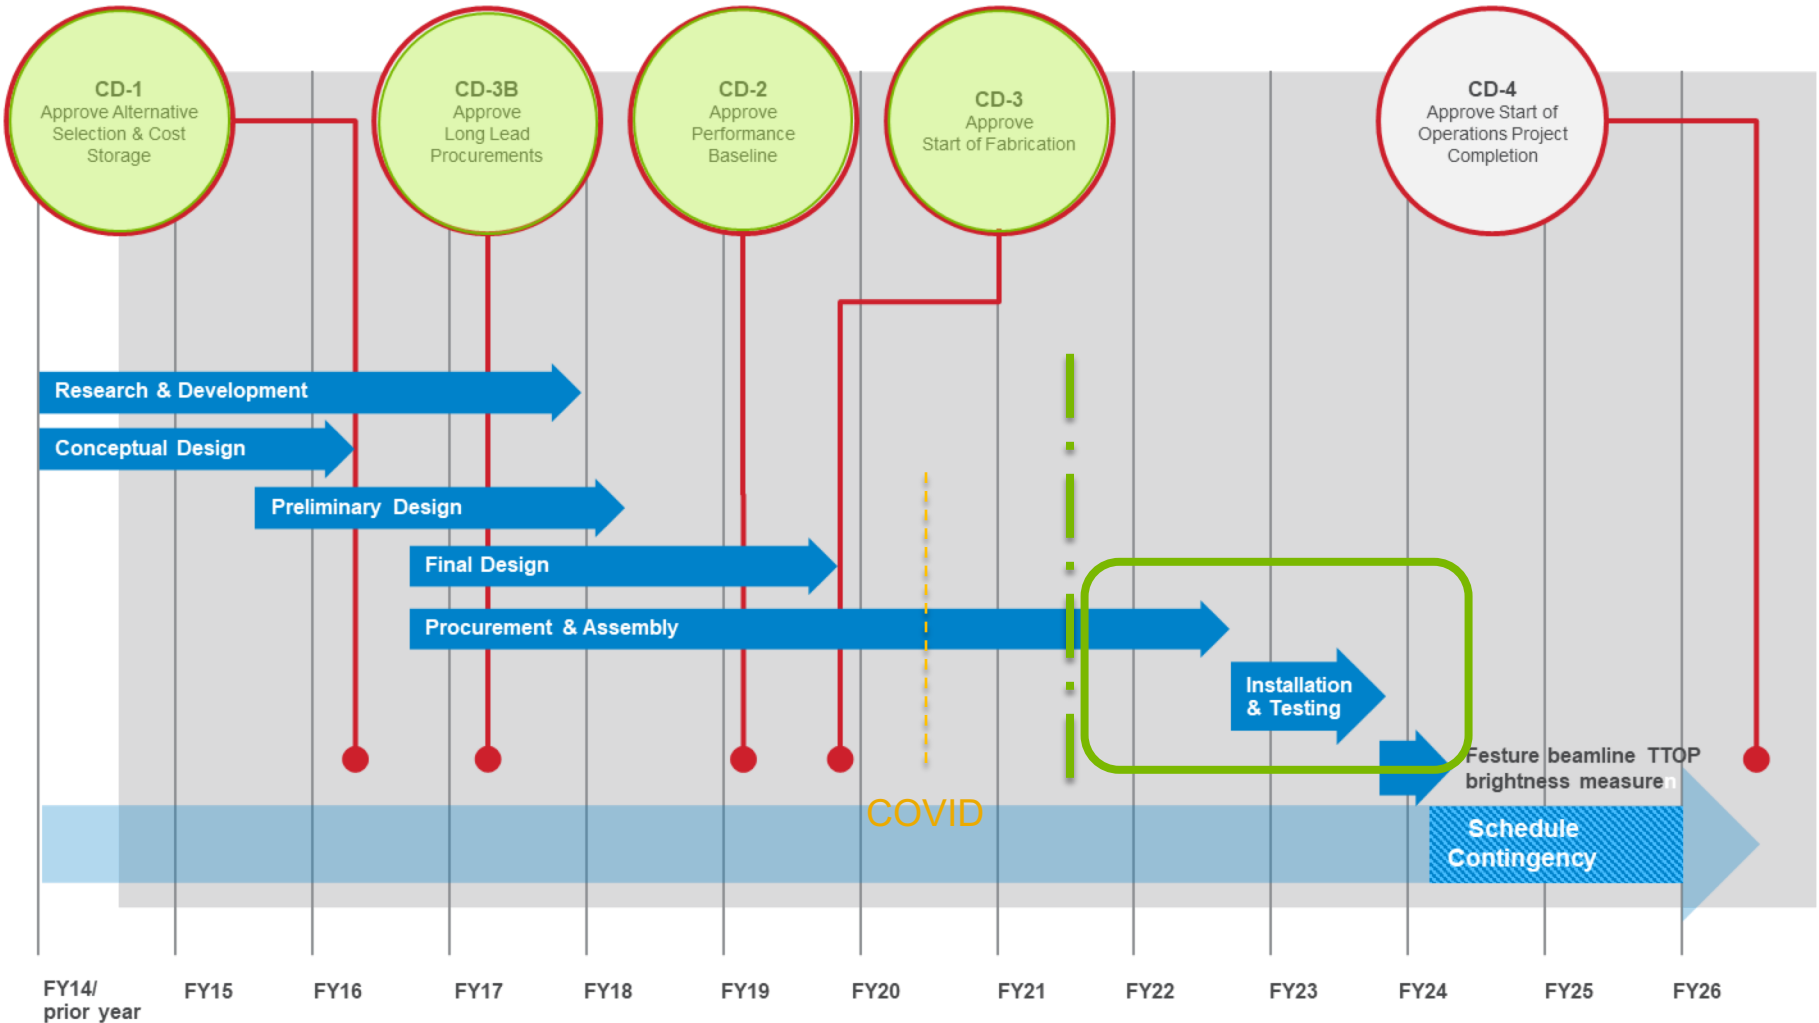 CD-1
Approve Alternative
Selection & Cost
Storage
CD-3B
Approve
Long Lead
Procurements
CD-2
Approve
Performance
Baseline
CD-3
Approve
Start of Fabrication
CD-4
Approve Start of
Operations Project
Completion
Research & Development
Conceptual Design
Preliminary Design
Final Design
Procurement & Assembly
Installation
& Testing
Festure beamline TTOP
brightness measuren
COVID
Schedule
Contingency
FY14/
prior year
FY15
FY16
FY17
FY18
FY19
FY20
FY21
FY22
FY23
FY24
FY25
FY26